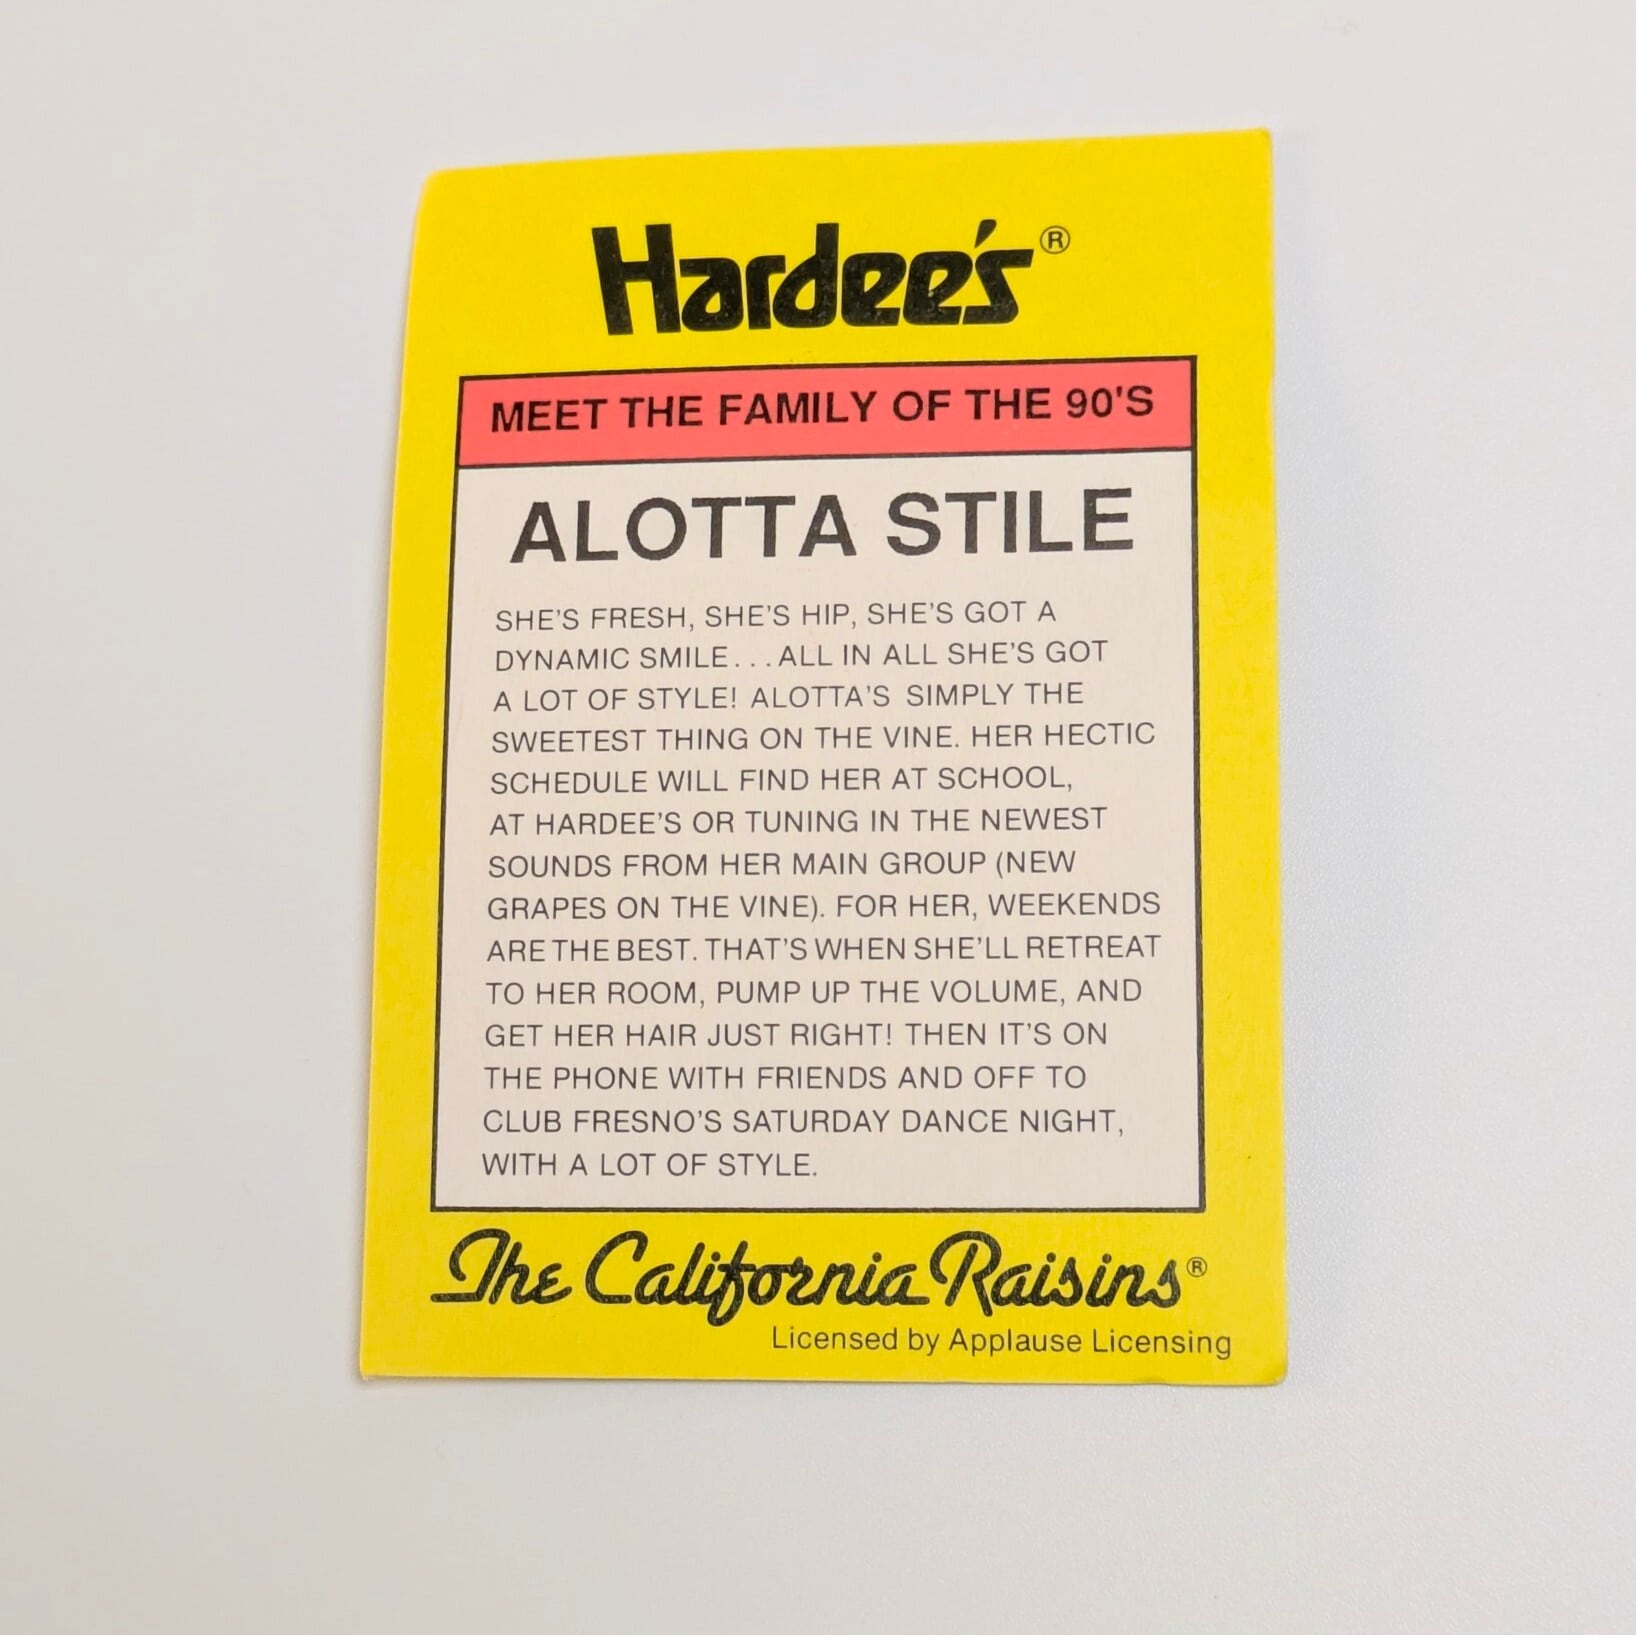 Hardee's®
MEET THE FAMILY OF THE 90'S
ALOTTA STILE
SHE'S FRESH, SHE'S HIP, SHE'S GOT A
DYNAMIC SMILE...ALL IN ALL SHE'S GOT
A LOT OF STYLE! ALOTTA'S SIMPLY THE
SWEETEST THING ON THE VINE. HER HECTIC
SCHEDULE WILL FIND HER AT SCHOOL,
AT HARDEE'S OR TUNING IN THE NEWEST
SOUNDS FROM HER MAIN GROUP (NEW
GRAPES ON THE VINE). FOR HER, WEEKENDS
ARE THE BEST. THAT'S WHEN SHE'LL RETREAT
TO HER ROOM, PUMP UP THE VOLUME, AND
GET HER HAIR JUST RIGHT! THEN IT'S ON
THE PHONE WITH FRIENDS AND OFF TO
CLUB FRESNO'S SATURDAY DANCE NIGHT,
WITH A LOT OF STYLE.
The California Raisins®
Licensed by Applause Licensing